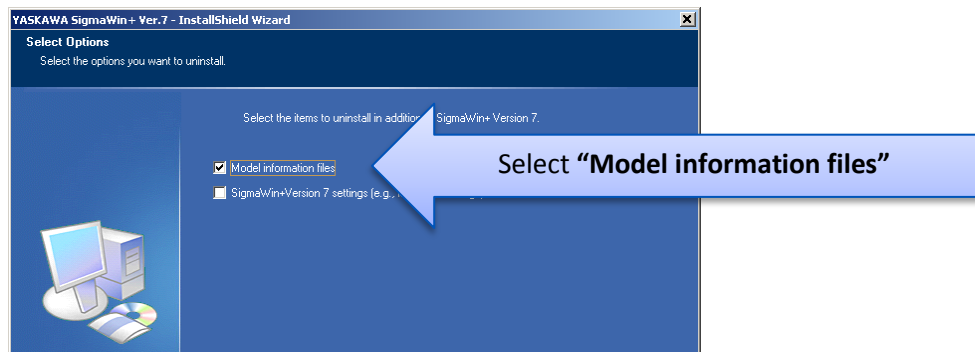 YASKAWA SigmaWin+ Ver.7 - InstallShield Wizard
Select Options
Select the options you want to uninstall.
Select the items to uninstall in addition SigmaWin+ Version 7.
Model information files
Select “Model information files”
SigmaWin+Version 7 settings (e.g.,